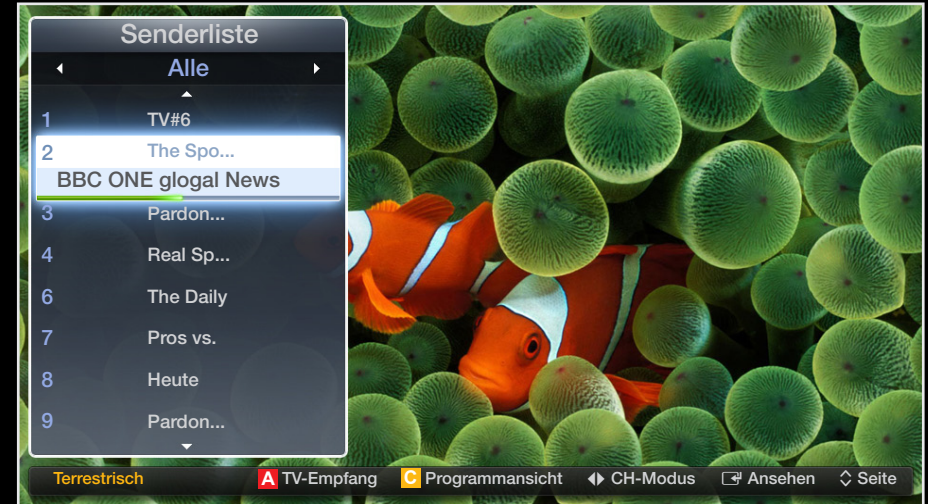 Senderliste
Alle
1 TV#6
2 The Spo...
BBC ONE glogal News
3 Pardon...
4 Real Sp...
6 The Daily
7 Pros vs.
8 Heute
9 Pardon...
Terrestrisch A TV-Empfang C Programmansicht CH-Modus Ansehen Seite